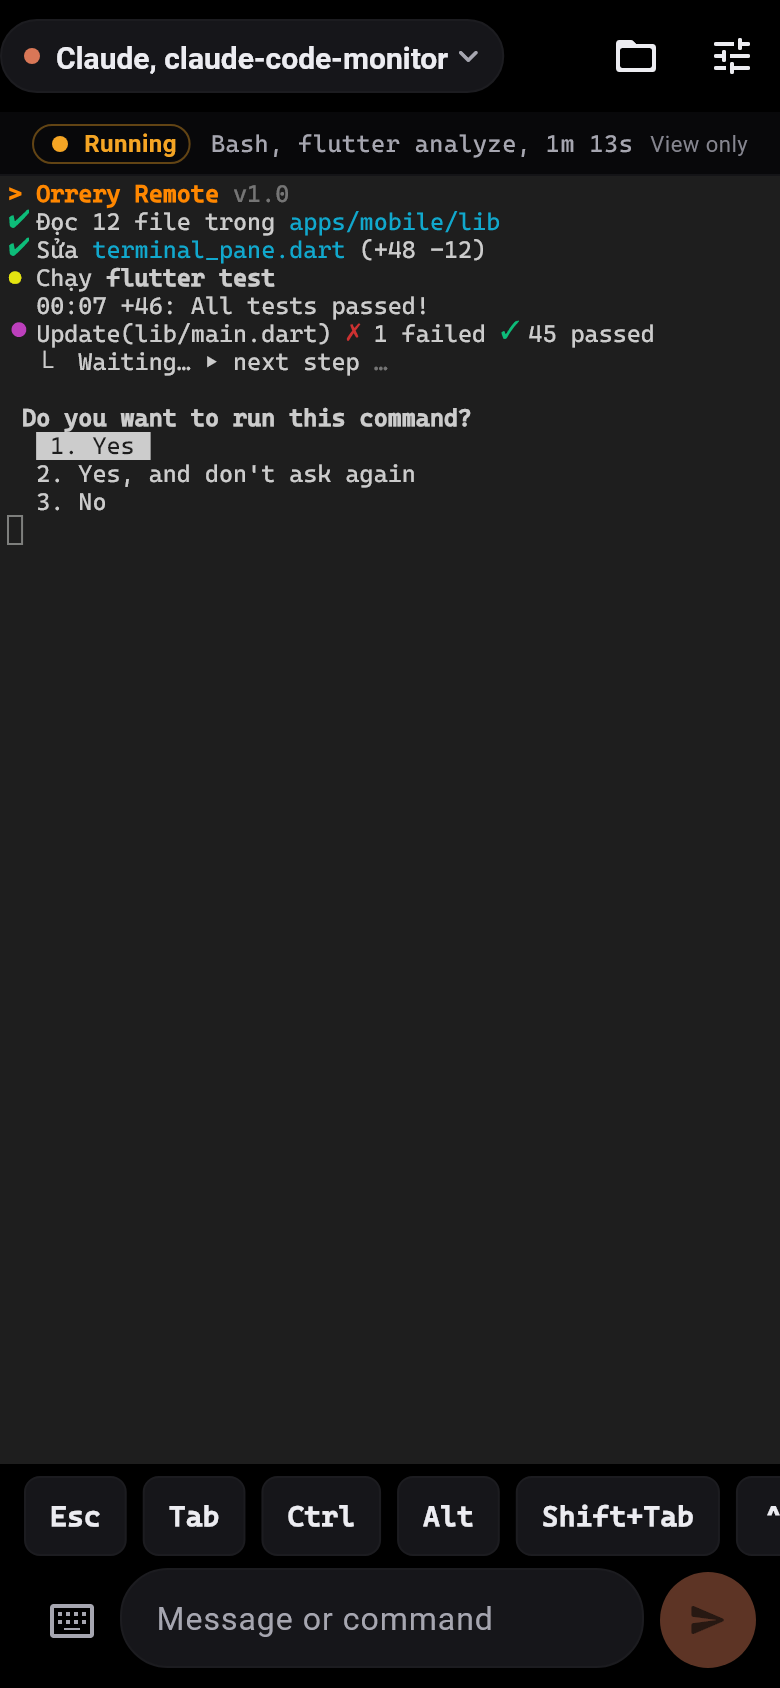 Claude, claude-code-monitor
Running Bash, flutter analyze, 1m 13s View only
> Orrery Remote v1.0
✔ Đọc 12 file trong apps/mobile/lib
✔ Sửa terminal_pane.dart (+48 -12)
● Chạy flutter test
00:07 +46: All tests passed!
● Update(lib/main.dart) ✗ 1 failed ✓ 45 passed
└ Waiting… ▶ next step …
Do you want to run this command?
1. Yes
2. Yes, and don't ask again
3. No
Esc Tab Ctrl Alt Shift+Tab ^
Message or command